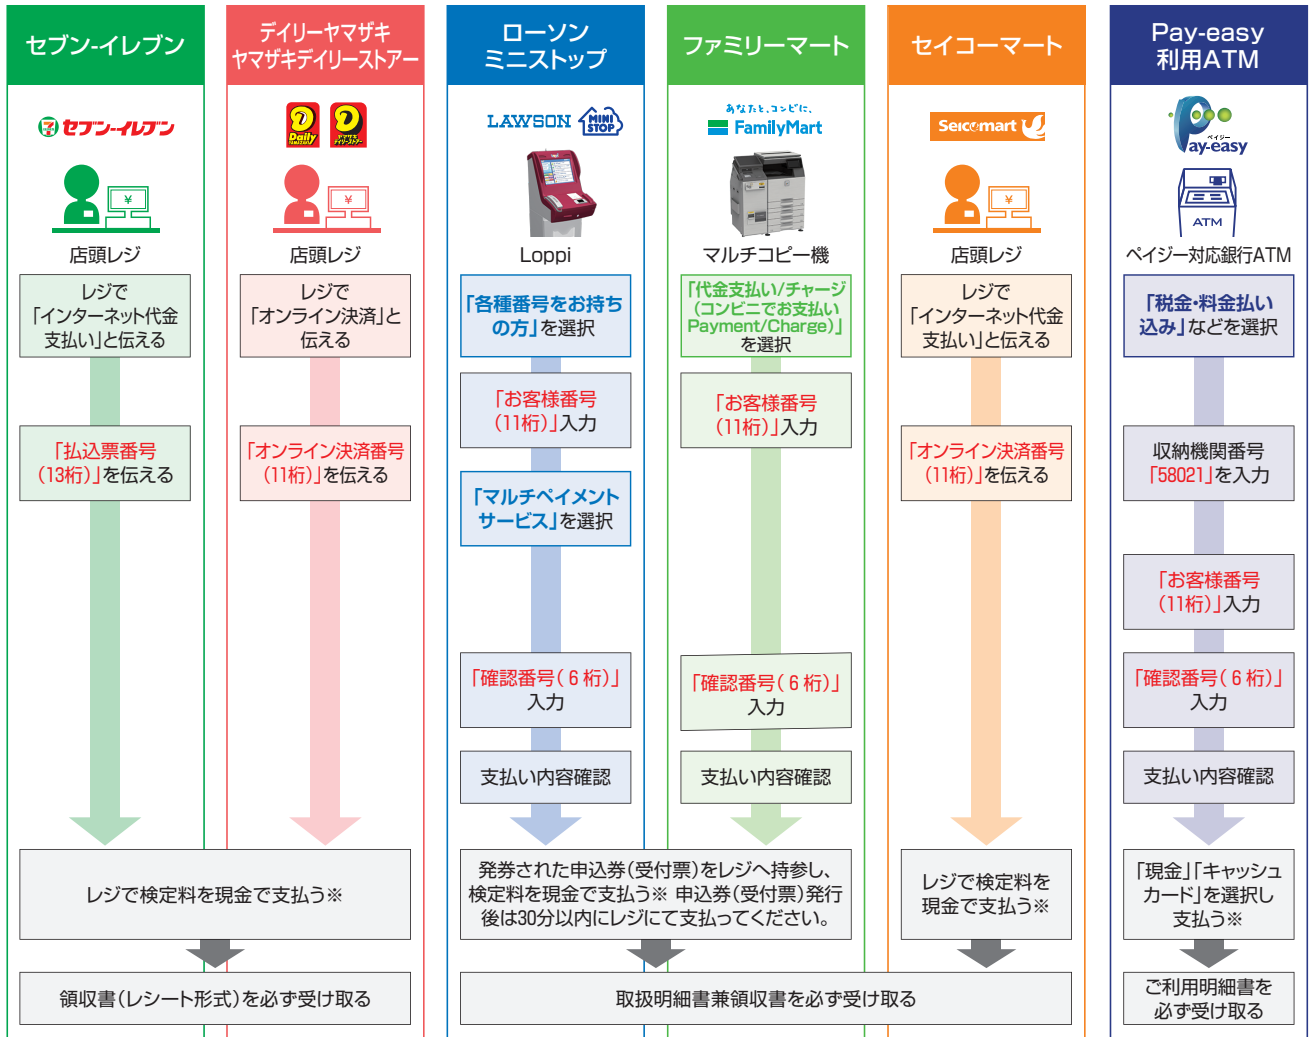 セブン-イレブン
セブン-イレブン
店頭レジ
レジで
「インターネット代金
支払い」と伝える
「払込票番号
(13桁)」を伝える
デイリーヤマザキ
ヤマザキデイリーストアー
Daily
YAMAZAKI
ヤマザキ
デイリーストアー
店頭レジ
レジで
「オンライン決済」と
伝える
「オンライン決済番号
(11桁)」を伝える
レジで検定料を現金で支払う※
領収書(レシート形式)を必ず受け取る
ローソン
ミニストップ
LAWSON
MINI
STOP
Loppi
「各種番号をお持ち
の方」を選択
「お客様番号
(11桁)」入力
「マルチペイメント
サービス」を選択
「確認番号(6桁)」
入力
支払い内容確認
ファミリーマート
あなたと、コンビに、
FamilyMart
マルチコピー機
「代金支払い/チャージ
(コンビニでお支払い
Payment/Charge)」
を選択
「お客様番号
(11桁)」入力
「確認番号(6桁)」
入力
支払い内容確認
発券された申込券(受付票)をレジへ持参し、
検定料を現金で支払う※ 申込券(受付票)発行
後は30分以内にレジにて支払ってください。
セイコーマート
Seicomart
店頭レジ
レジで
「インターネット代金
支払い」と伝える
「オンライン決済番号
(11桁)」を伝える
レジで検定料を
現金で支払う※
取扱明細書兼領収書を必ず受け取る
Pay-easy
利用ATM
ペイジー
Pay-easy
ATM
ペイジー対応銀行ATM
「税金・料金払い
込み」などを選択
収納機関番号
「58021」を入力
「お客様番号
(11桁)」入力
「確認番号(6桁)」
入力
支払い内容確認
「現金」「キャッシュ
カード」を選択し
支払う※
ご利用明細書を
必ず受け取る